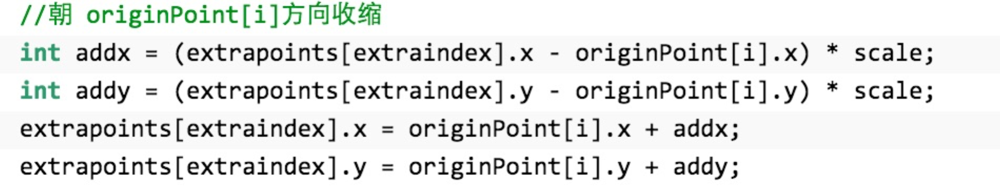 //朝 originPoint[i]方向收缩
int addx = (extrapoints[extraindex].x - originPoint[i].x) * scale;
int addy = (extrapoints[extraindex].y - originPoint[i].y) * scale;
extrapoints[extraindex].x = originPoint[i].x + addx;
extrapoints[extraindex].y = originPoint[i].y + addy;